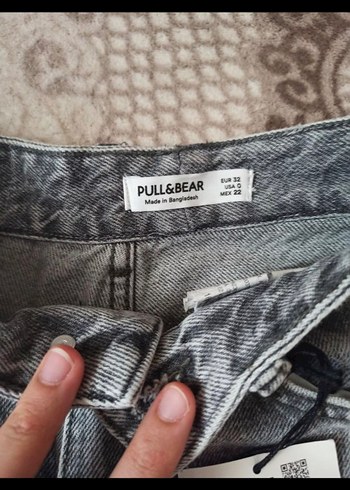 PULL&BEAR
Made in Bangladesh
EUR 32
USA 0
MEX 22